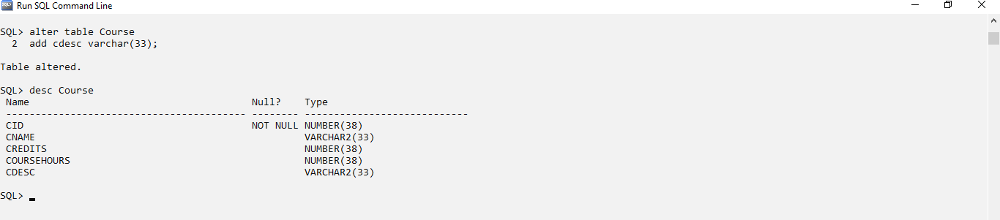 Run SQL Command Line
SQL> alter table Course
  2  add cdesc varchar(33);
Table altered.
SQL> desc Course
 Name                                      Null?    Type
 ----------------------------------------- -------- ----------------------------
 CID                                       NOT NULL NUMBER(38)
 CNAME                                              VARCHAR2(33)
 CREDITS                                            NUMBER(38)
 COURSEHOURS                                        NUMBER(38)
 CDESC                                              VARCHAR2(33)
SQL>